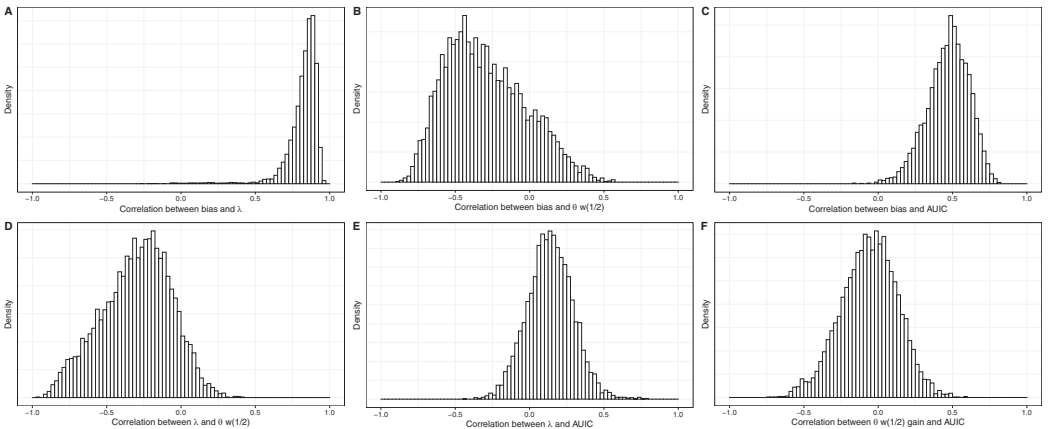 A
Density
−1.0 −0.5 0.0 0.5 1.0
Correlation between bias and λ
B
Density
−1.0 −0.5 0.0 0.5 1.0
Correlation between bias and θ w(1/2)
C
Density
−1.0 −0.5 0.0 0.5 1.0
Correlation between bias and AUIC
D
Density
−1.0 −0.5 0.0 0.5 1.0
Correlation between λ and θ w(1/2)
E
Density
−1.0 −0.5 0.0 0.5 1.0
Correlation between λ and AUIC
F
Density
−1.0 −0.5 0.0 0.5 1.0
Correlation between θ w(1/2) gain and AUIC